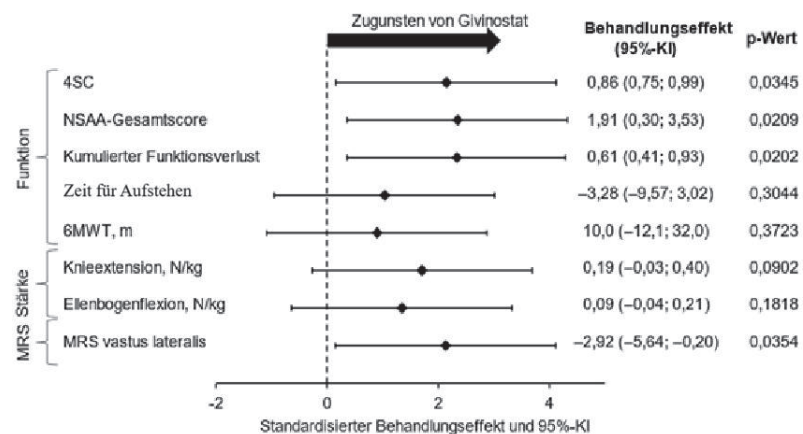 Zugunsten von Givinostat
Behandlungseffekt (95%-KI)
p-Wert
Funktion
4SC 0,86 (0,75; 0,99) 0,0345
NSAA-Gesamtscore 1,91 (0,30; 3,53) 0,0209
Kumulierter Funktionsverlust 0,61 (0,41; 0,93) 0,0202
Zeit für Aufstehen –3,28 (–9,57; 3,02) 0,3044
6MWT, m 10,0 (–12,1; 32,0) 0,3723
Stärke
Knieextension, N/kg 0,19 (–0,03; 0,40) 0,0902
Ellenbogenflexion, N/kg 0,09 (–0,04; 0,21) 0,1818
MRS
MRS vastus lateralis –2,92 (–5,64; –0,20) 0,0354
-2 0 2 4
Standardisierter Behandlungseffekt und 95%-KI